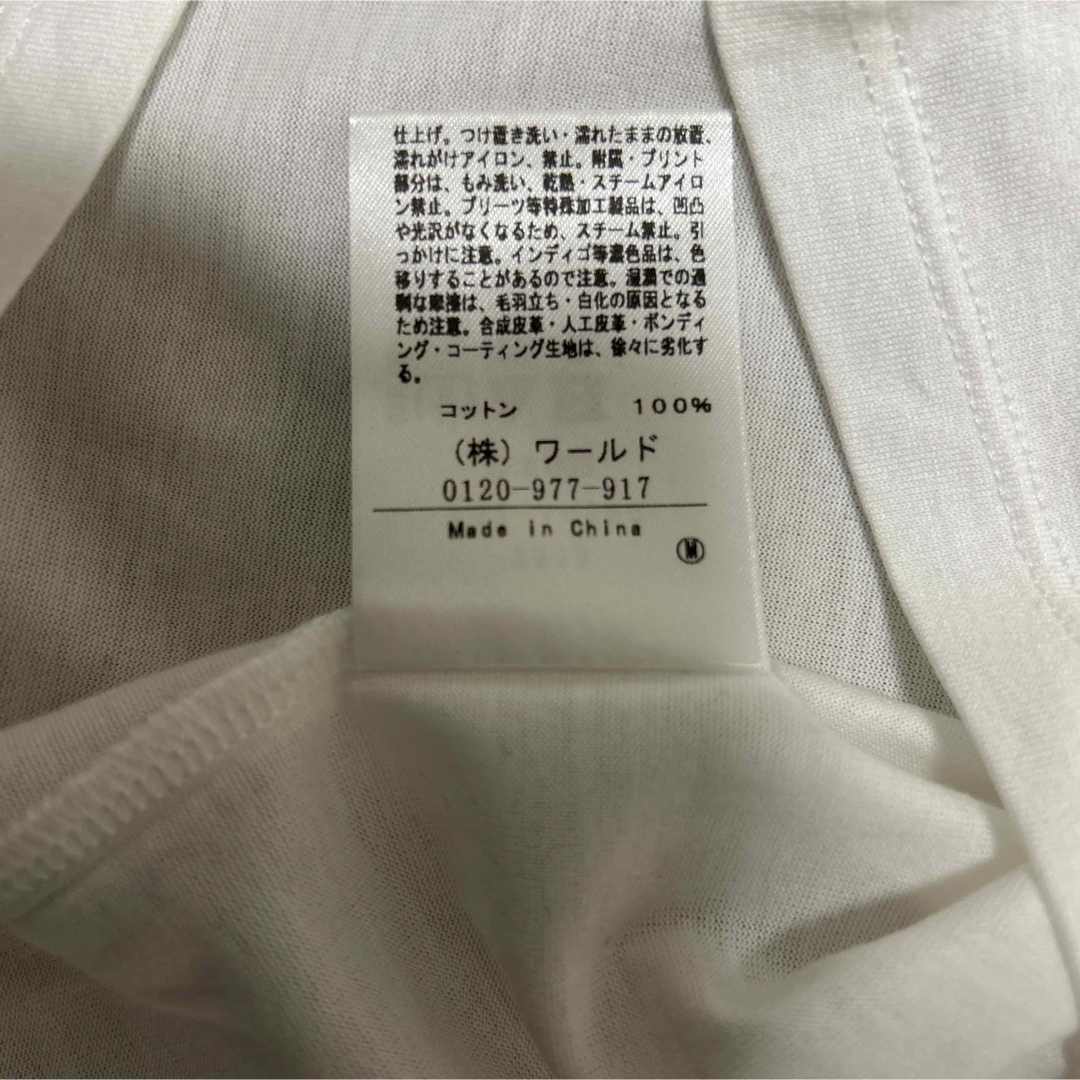 仕上げ。つけ置き洗い・濡れたままの放置、
濡れがけアイロン、禁止。附属・プリント
部分は、もみ洗い、乾熱・スチームアイロ
ン禁止。プリーツ等特殊加工製品は、凹凸
や光沢がなくなるため、スチーム禁止。引
っかけに注意。インディゴ等濃色品は、色
移りすることがあるので注意。湿潤での過
剰な摩擦は、毛羽立ち・白化の原因となる
ため注意。合成皮革・人工皮革・ボンディ
ング・コーティング生地は、徐々に劣化す
る。
コットン 100%
(株) ワールド
0120-977-917
Made in China
Ⓜ